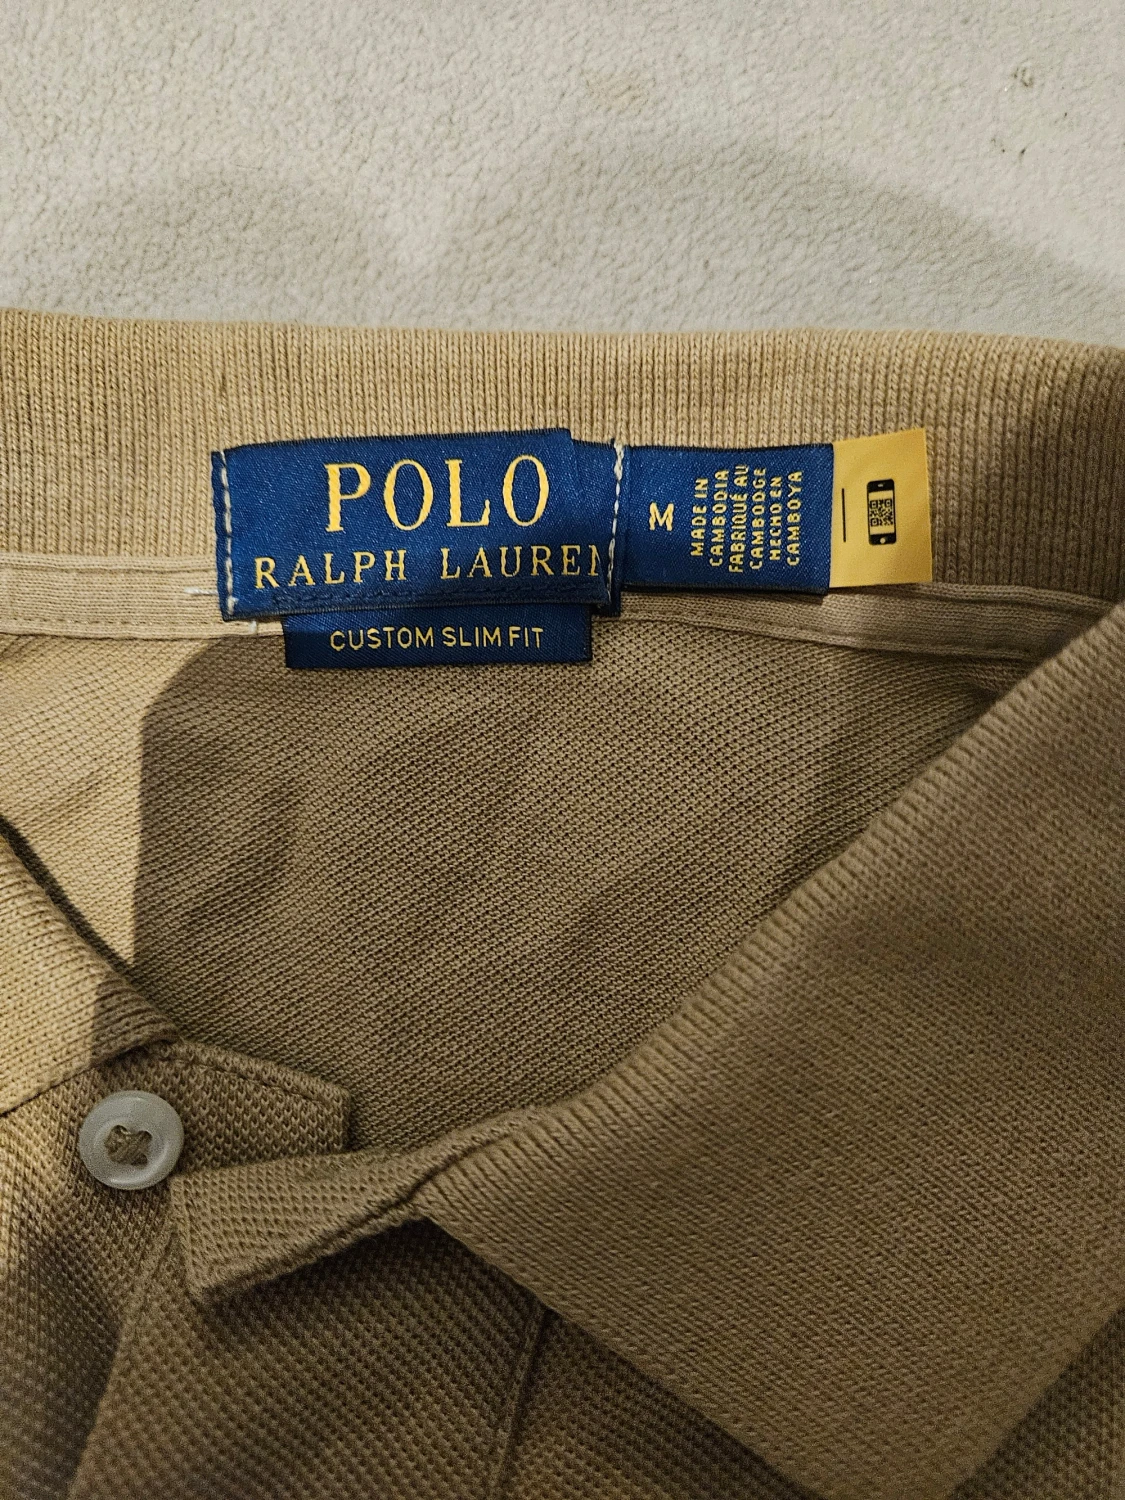 POLO
RALPH LAUREN
CUSTOM SLIM FIT
M
MADE IN
CAMBODIA
FABRIQUÉ AU
CAMBODGE
HECHO EN
CAMBOYA